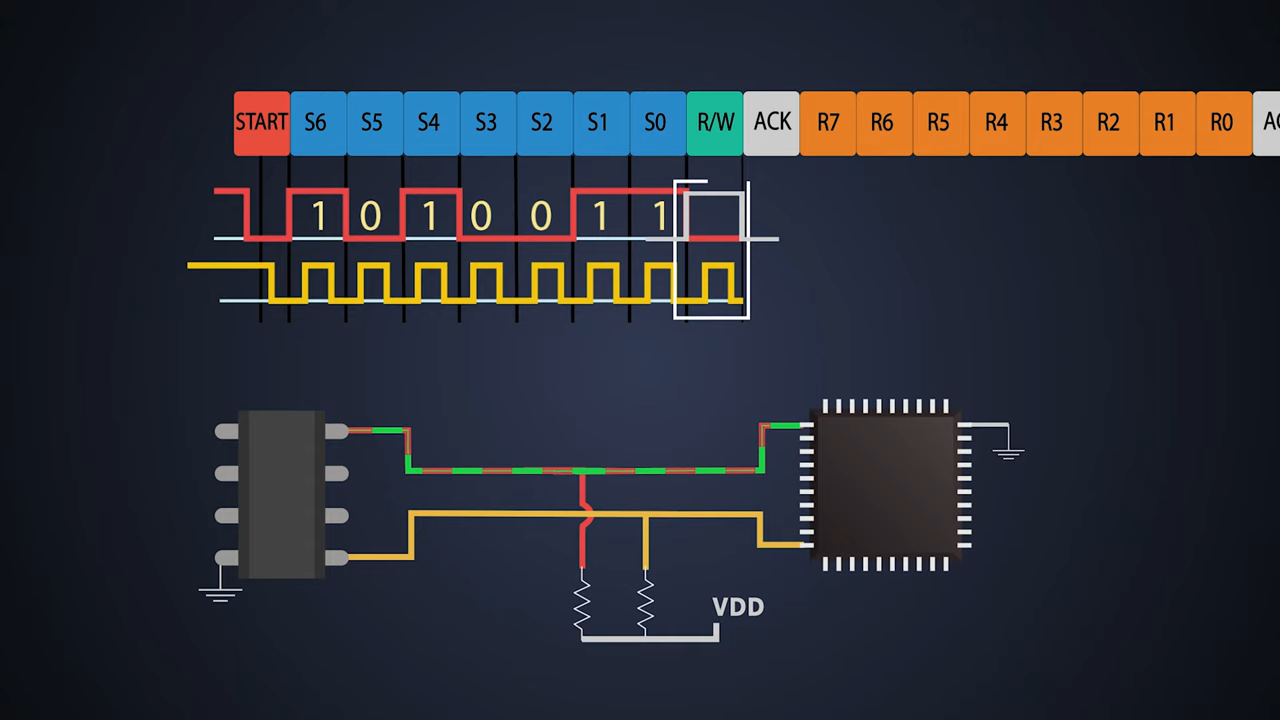 START S6 S5 S4 S3 S2 S1 S0 R/W ACK R7 R6 R5 R4 R3 R2 R1 R0
1 0 1 0 0 1 1
VDD